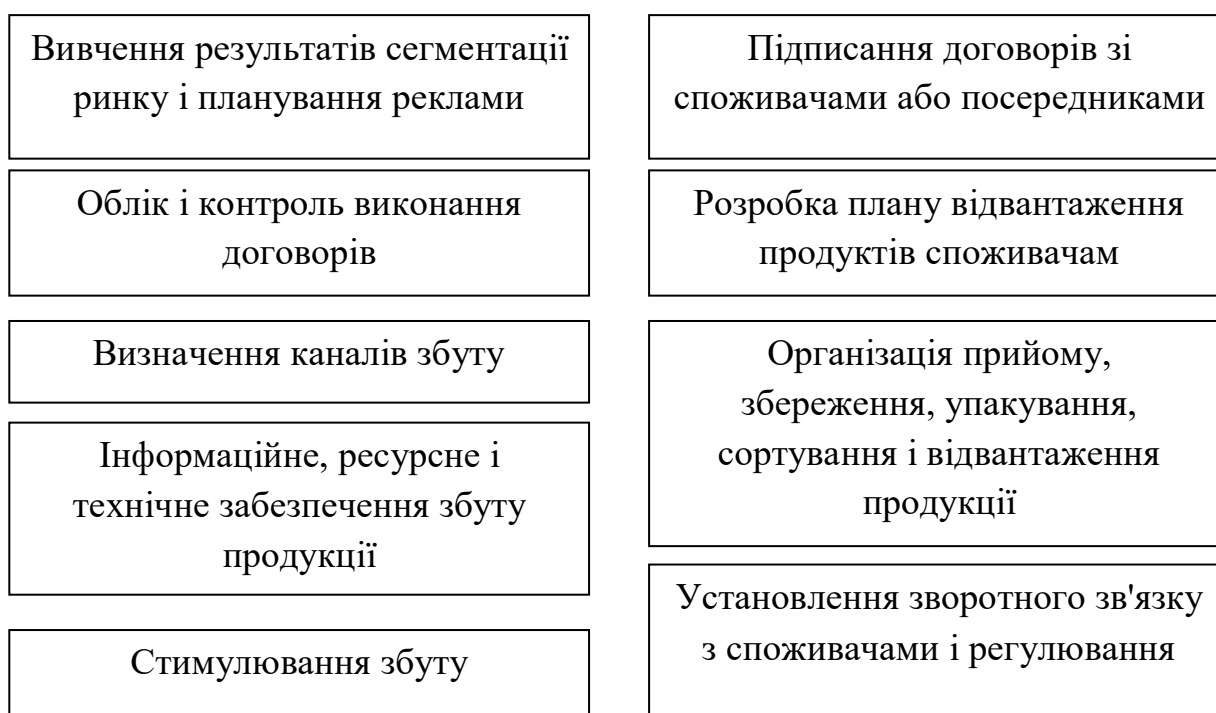 Вивчення результатів сегментації
ринку і планування реклами
Облік і контроль виконання
договорів
Визначення каналів збуту
Інформаційне, ресурсне і
технічне забезпечення збуту
продукції
Стимулювання збуту
Підписання договорів зі
споживачами або посередниками
Розробка плану відвантаження
продуктів споживачам
Організація прийому,
збереження, упакування,
сортування і відвантаження
продукції
Установлення зворотного зв'язку
з споживачами і регулювання